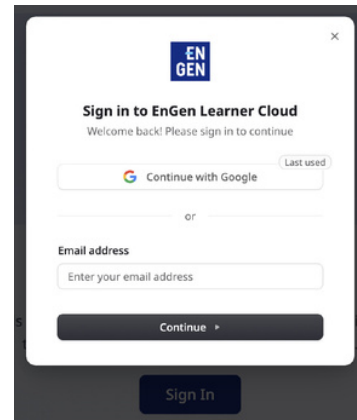 EN
GEN
Sign in to EnGen Learner Cloud
Welcome back! Please sign in to continue
Last used
Continue with Google
or
Email address
Enter your email address
Continue
s
t
Sign In